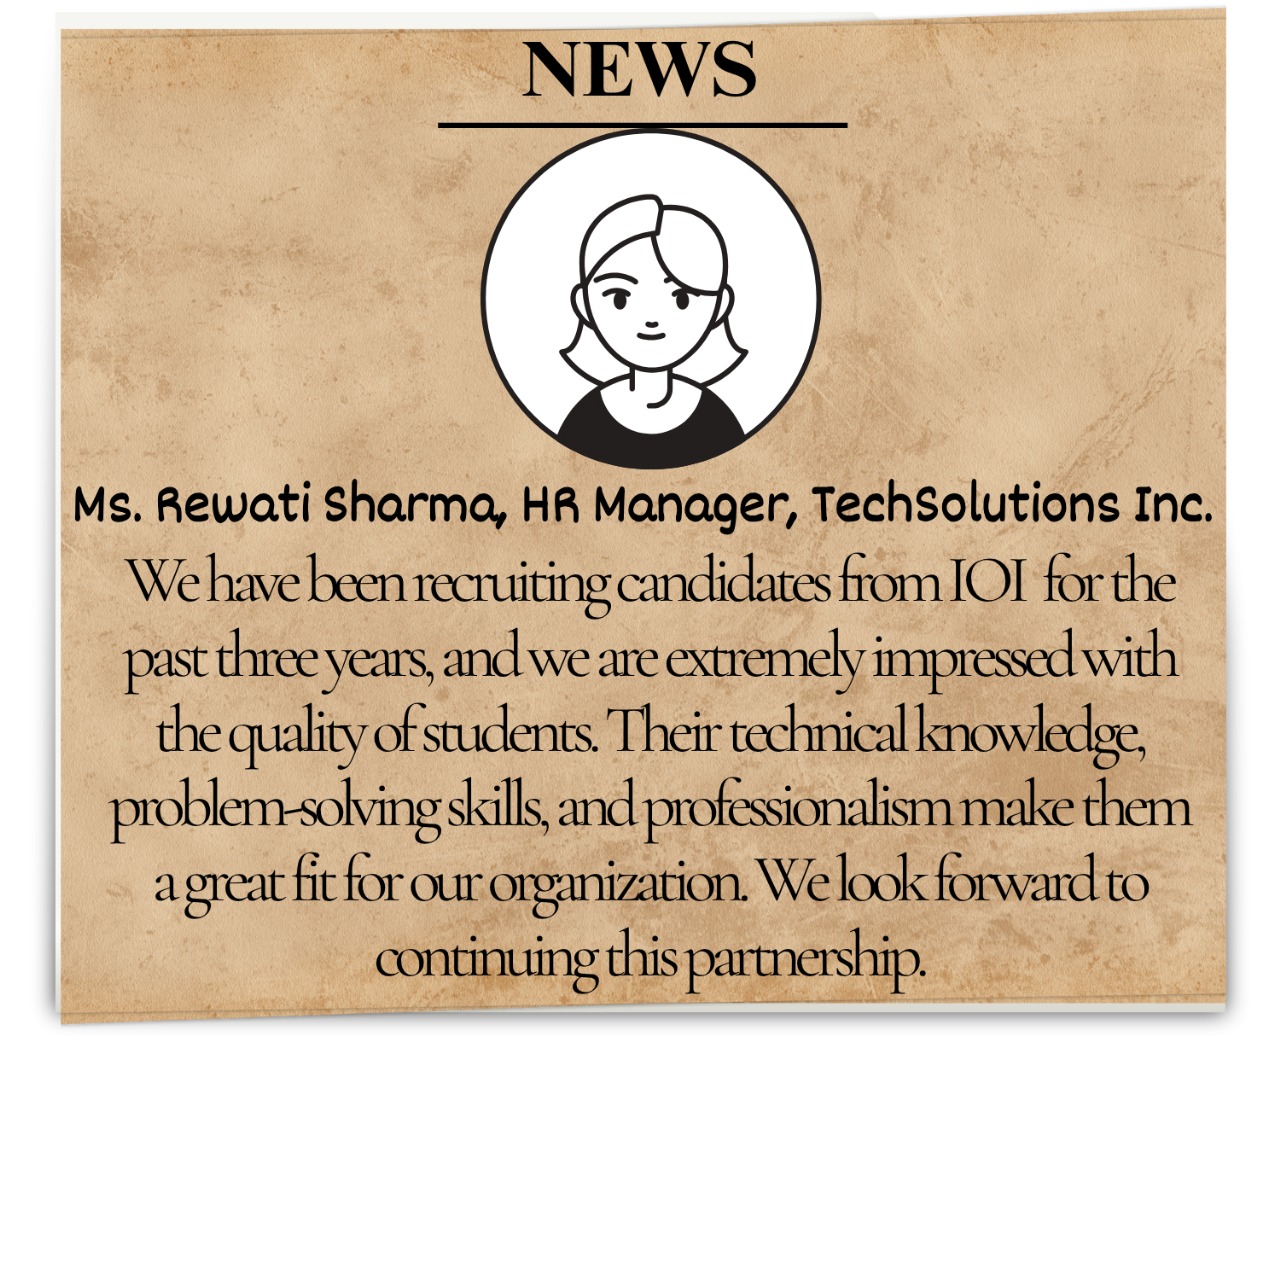 NEWS
Ms. Rewati Sharma, HR Manager, TechSolutions Inc.
We have been recruiting candidates from IOI for the
past three years, and we are extremely impressed with
the quality of students. Their technical knowledge,
problem-solving skills, and professionalism make them
a great fit for our organization. We look forward to
continuing this partnership.